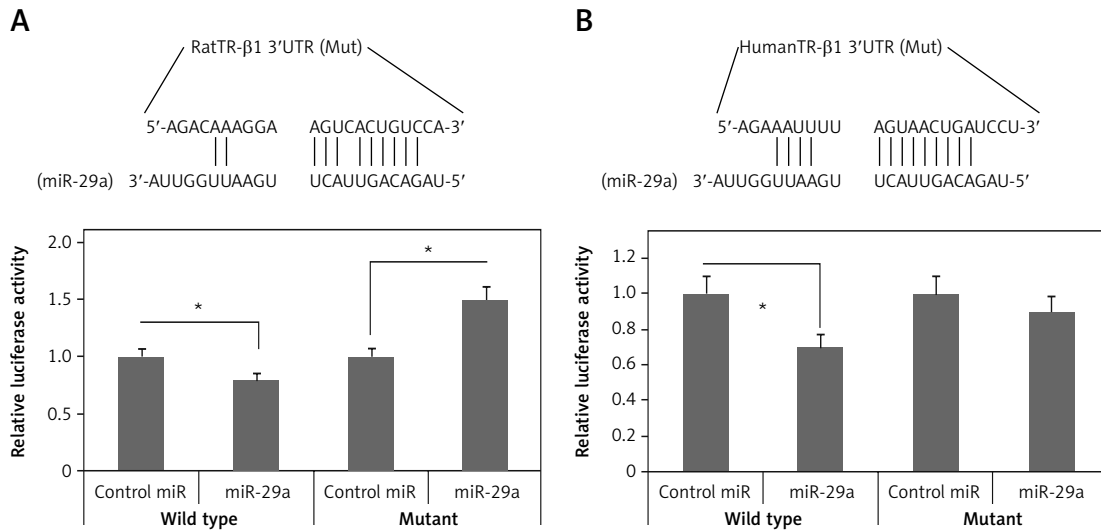 A
RatTR-β1 3′UTR (Mut)
5′-AGACAAAGGA AGUCACUGUCCA-3′
(miR-29a) 3′-AUUGGUUAAGU UCAUUGACAGAU-5′
Relative luciferase activity
2.0
1.5
1.0
0.5
0
*
*
Control miR miR-29a Control miR miR-29a
Wild type Mutant
B
HumanTR-β1 3′UTR (Mut)
5′-AGAAAUUUU AGUAACUGAUCCU-3′
(miR-29a) 3′-AUUGGUUAAGU UCAUUGACAGAU-5′
Relative luciferase activity
1.2
1.0
0.8
0.6
0.4
0.2
0
*
Control miR miR-29a Control miR miR-29a
Wild type Mutant